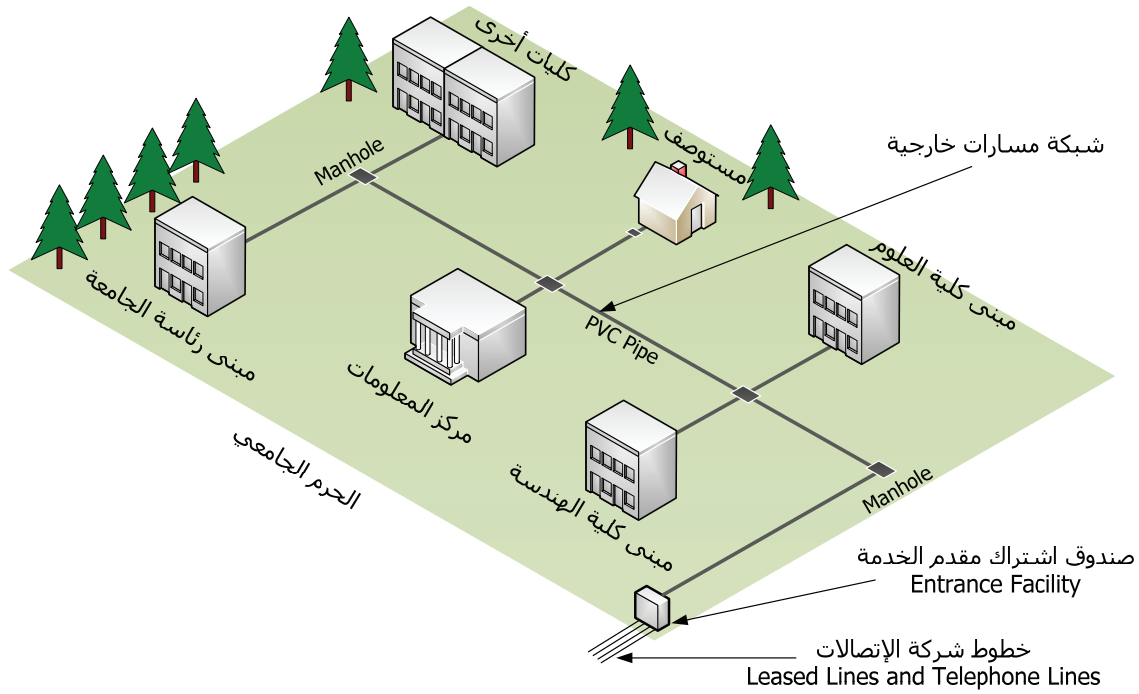 كليات أخرى
Manhole
مستوصف
شبكة مسارات خارجية
مبنى كلية العلوم
مبنى رئاسة الجامعة
PVC Pipe
مركز المعلومات
الحرم الجامعي
مبنى كلية الهندسة
Manhole
صندوق اشتراك مقدم الخدمة
Entrance Facility
خطوط شركة الإتصالات
Leased Lines and Telephone Lines